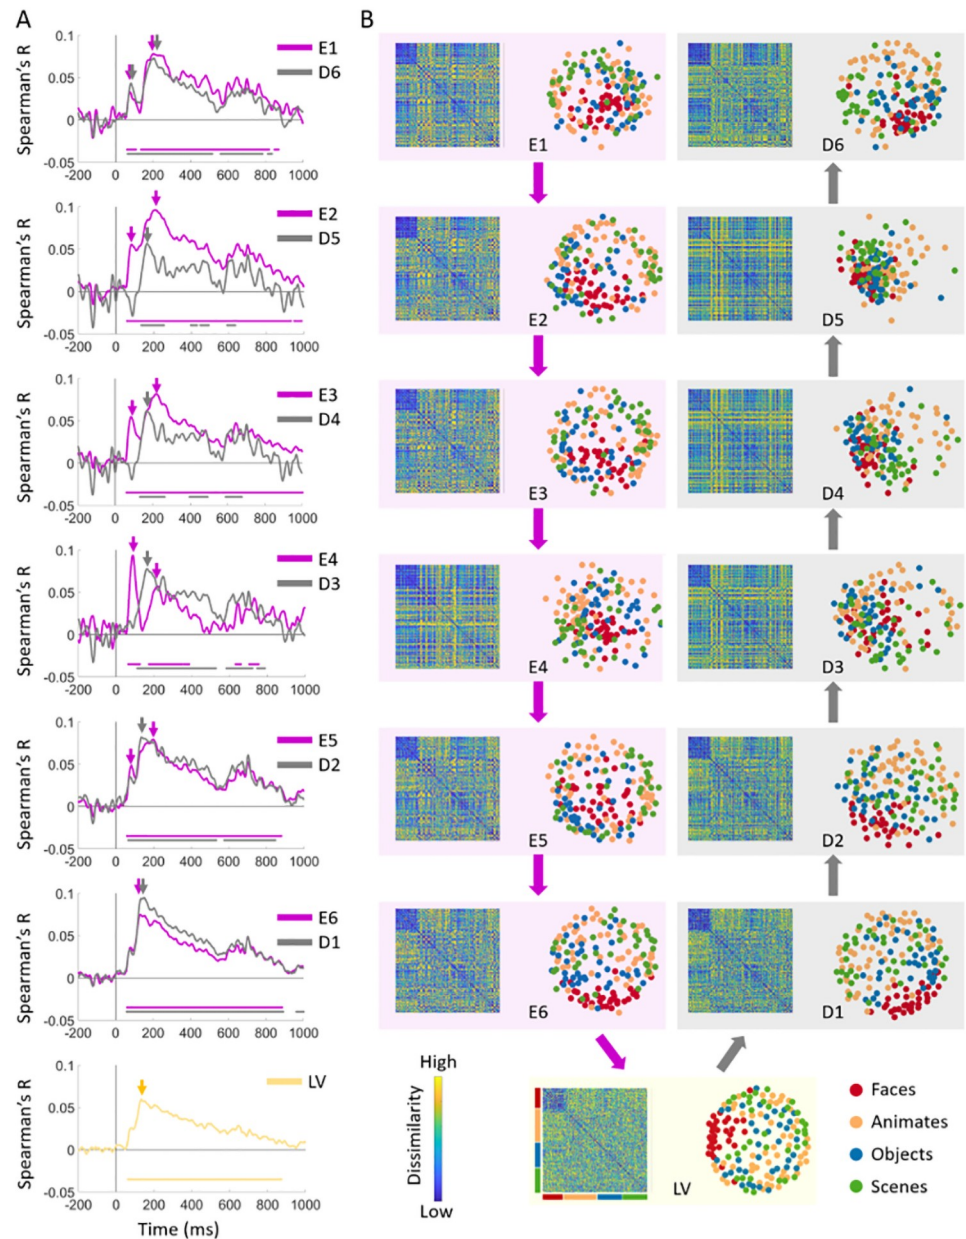 A
B
Spearman's R
0.1
0.05
0
-0.05
-200 0 200 400 600 800 1000
E1
D6
Spearman's R
0.1
0.05
0
-0.05
-200 0 200 400 600 800 1000
E2
D5
Spearman's R
0.1
0.05
0
-0.05
-200 0 200 400 600 800 1000
E3
D4
Spearman's R
0.1
0.05
0
-0.05
-200 0 200 400 600 800 1000
E4
D3
Spearman's R
0.1
0.05
0
-0.05
-200 0 200 400 600 800 1000
E5
D2
Spearman's R
0.1
0.05
0
-0.05
-200 0 200 400 600 800 1000
E6
D1
Spearman's R
0.1
0.05
0
-0.05
-200 0 200 400 600 800 1000
LV
Time (ms)
E1
D6
E2
D5
E3
D4
E4
D3
E5
D2
E6
D1
High
Dissimilarity
Low
LV
Faces
Animates
Objects
Scenes